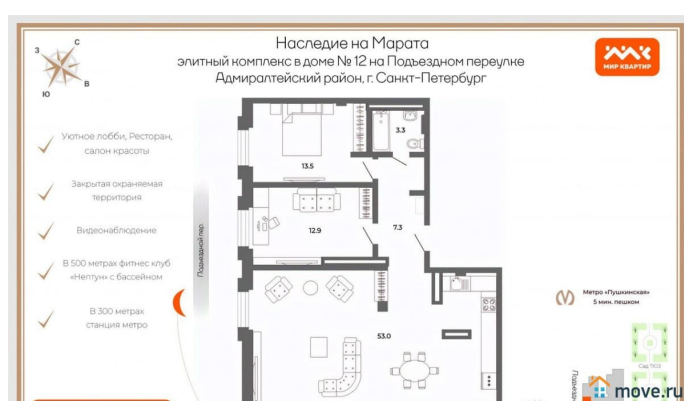 Наследие на Марата
элитный комплекс в доме № 12 на Подъездном переулке
Адмиралтейский район, г. Санкт-Петербург
С
З
В
Ю
МИР КВАРТИР
Уютное лобби, Ресторан,
салон красоты
Закрытая охраняемая
территория
Видеонаблюдение
В 500 метрах фитнес клуб
«Нептун» с бассейном
В 300 метрах
станция метро
Подъездной пер.
3.3
13.5
12.9
7.3
53.0
Метро «Пушкинская»
5 мин. пешком
Сад ТЮЗ
move.ru